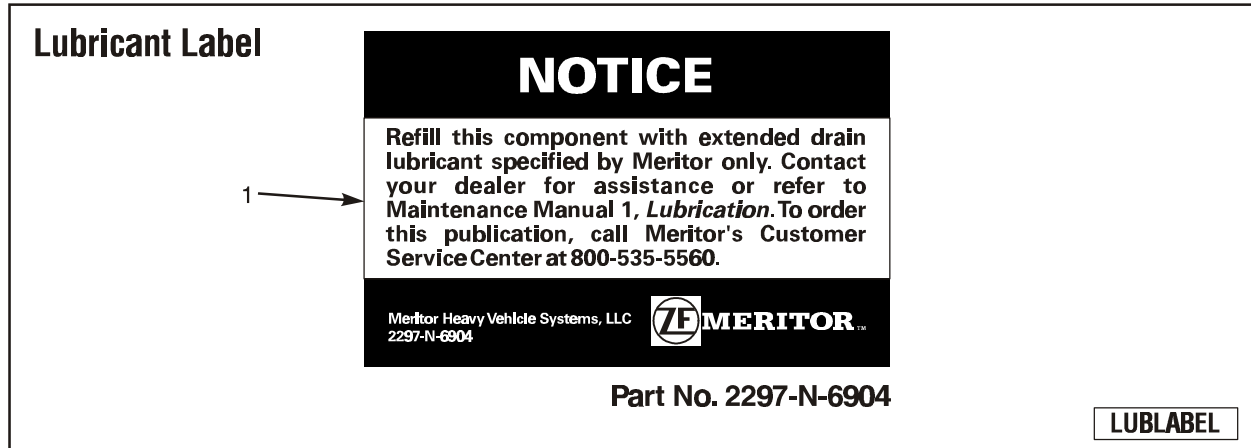 Lubricant Label
NOTICE
Refill this component with extended drain
lubricant specified by Meritor only. Contact
your dealer for assistance or refer to
Maintenance Manual 1, Lubrication. To order
this publication, call Meritor's Customer
Service Center at 800-535-5560.
1
Meritor Heavy Vehicle Systems, LLC
2297-N-6904
ZF MERITOR™
Part No. 2297-N-6904
LUBLABEL